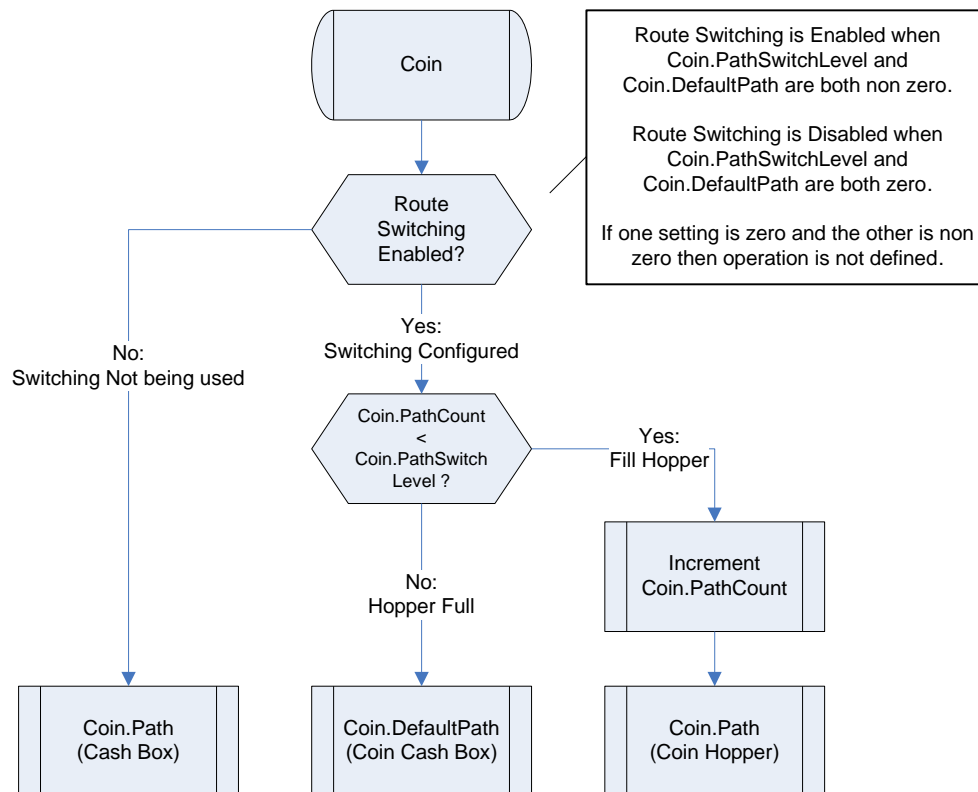 Coin
Route Switching is Enabled when
Coin.PathSwitchLevel and
Coin.DefaultPath are both non zero.
Route Switching is Disabled when
Coin.PathSwitchLevel and
Coin.DefaultPath are both zero.
If one setting is zero and the other is non
zero then operation is not defined.
Route
Switching
Enabled?
No:
Switching Not being used
Yes:
Switching Configured
Coin.PathCount
<
Coin.PathSwitch
Level ?
Yes:
Fill Hopper
Increment
Coin.PathCount
No:
Hopper Full
Coin.Path
(Cash Box)
Coin.DefaultPath
(Coin Cash Box)
Coin.Path
(Coin Hopper)